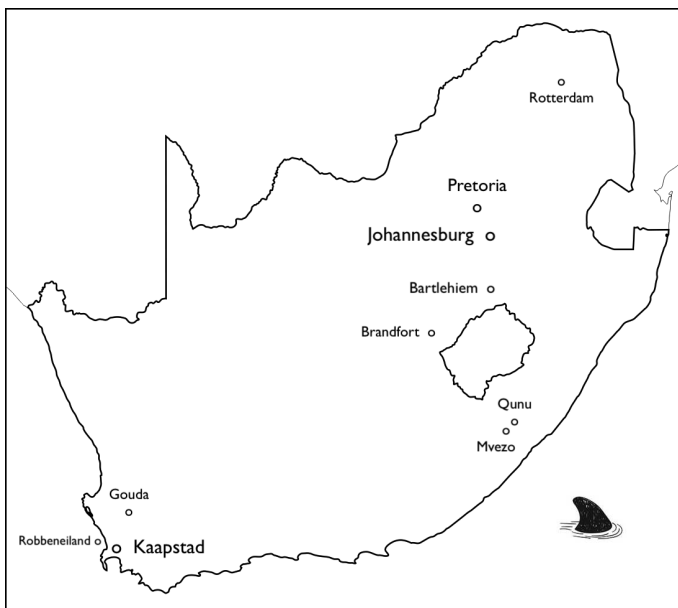 Rotterdam
Pretoria
Johannesburg
Bartlehiem
Brandfort
Qunu
Mvezo
Gouda
Robbeneiland
Kaapstad